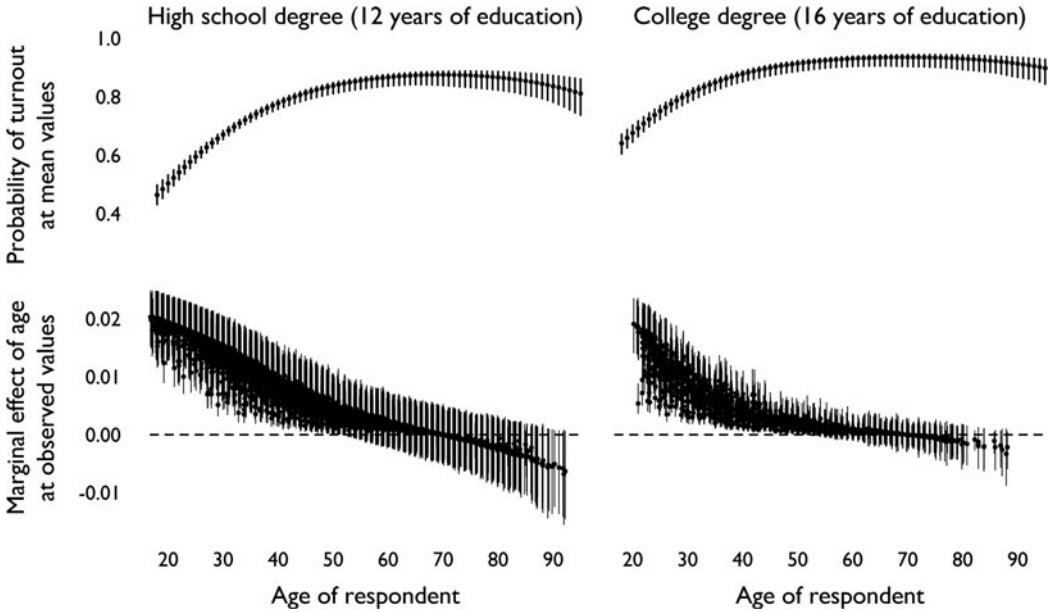 High school degree (12 years of education)
College degree (16 years of education)
Probability of turnout
at mean values
1.0
0.8
0.6
0.4
Marginal effect of age
at observed values
0.02
0.01
0.00
-0.01
20 30 40 50 60 70 80 90
20 30 40 50 60 70 80 90
Age of respondent
Age of respondent